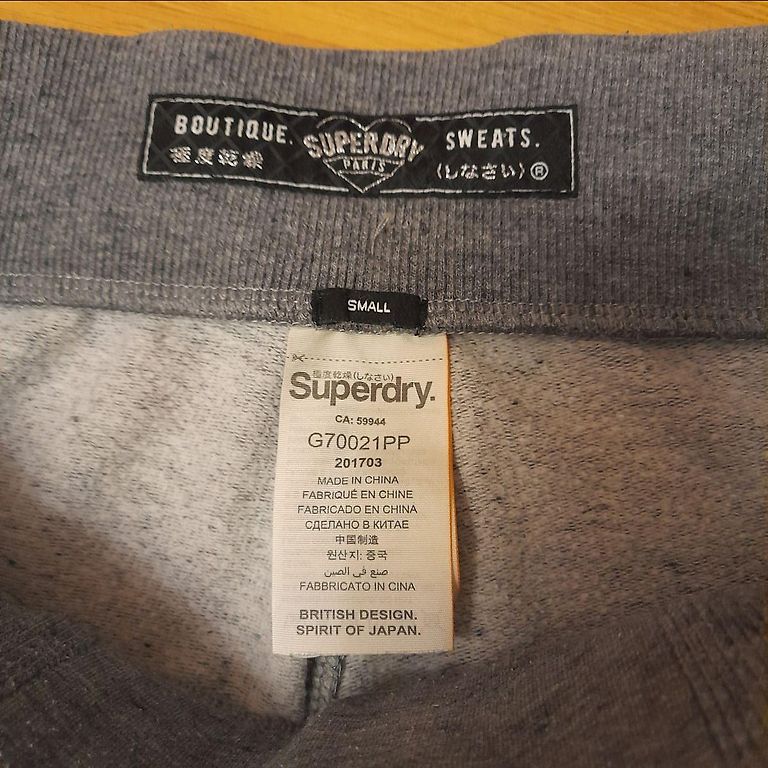 BOUTIQUE. SUPERDRY SWEATS.
極度乾燥 PARIS (しなさい)®
SMALL
極度乾燥(しなさい)
Superdry.
CA: 59944
G70021PP
201703
MADE IN CHINA
FABRIQUÉ EN CHINE
FABRICADO EN CHINA
СДЕЛАНО В КИТАЕ
中国制造
원산지: 중국
صنع في الصين
FABBRICATO IN CINA
BRITISH DESIGN.
SPIRIT OF JAPAN.